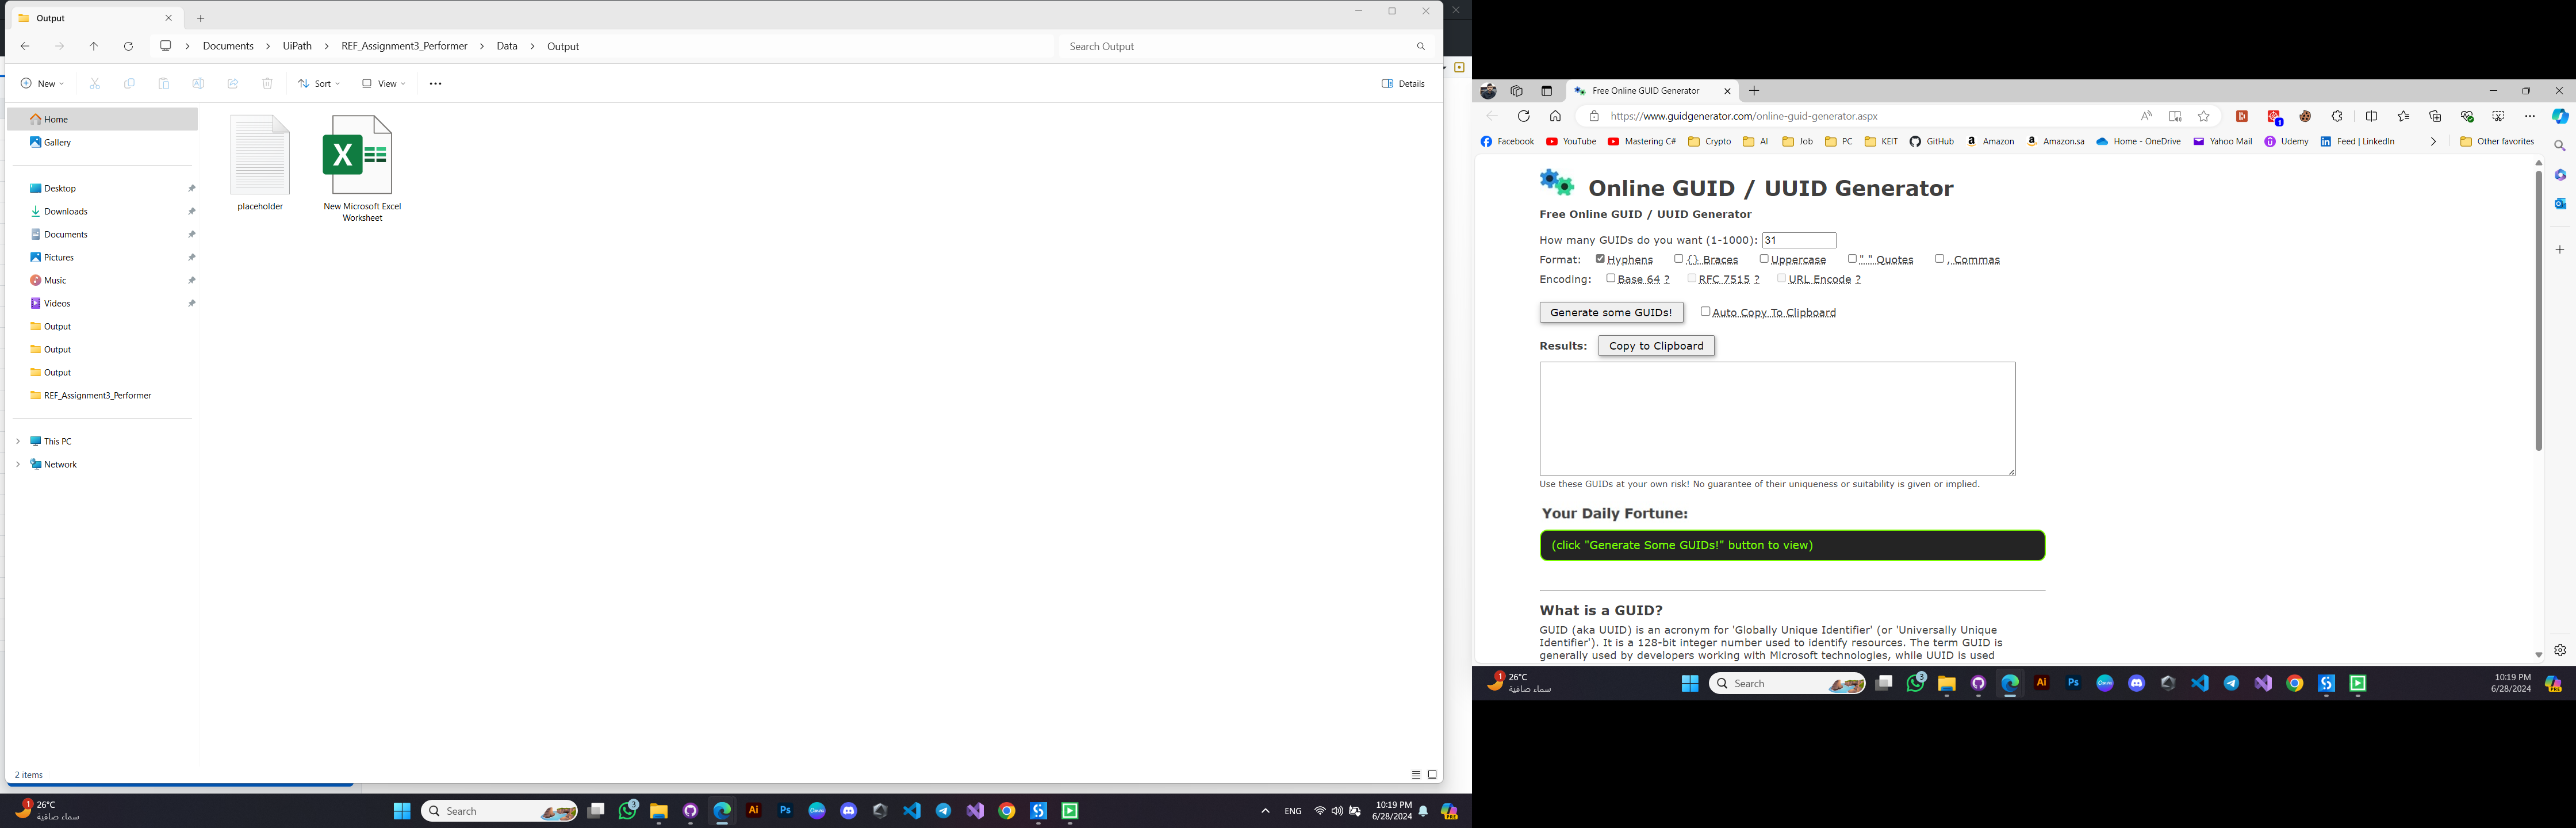 Output
Documents > UiPath > REF_Assignment3_Performer > Data > Output
Search Output
New
Sort
View
Details
Home
Gallery
Desktop
Downloads
Documents
Pictures
Music
Videos
Output
Output
Output
REF_Assignment3_Performer
This PC
Network
placeholder
New Microsoft Excel
Worksheet
2 items
1
26°C
سماء صافية
Search
3
Ai
Ps
ENG
10:19 PM
6/28/2024
Free Online GUID Generator
https://www.guidgenerator.com/online-guid-generator.aspx
1
Facebook
YouTube
Mastering C#
Crypto
AI
Job
PC
KEIT
GitHub
Amazon
Amazon.sa
Home - OneDrive
Yahoo Mail
Udemy
Feed | LinkedIn
Other favorites
Online GUID / UUID Generator
Free Online GUID / UUID Generator
How many GUIDs do you want (1-1000): 31
Format: Hyphens {} Braces Uppercase " " Quotes , Commas
Encoding: Base 64 ? RFC 7515 ? URL Encode ?
Generate some GUIDs! Auto Copy To Clipboard
Results: Copy to Clipboard
Use these GUIDs at your own risk! No guarantee of their uniqueness or suitability is given or implied.
Your Daily Fortune:
(click "Generate Some GUIDs!" button to view)
What is a GUID?
GUID (aka UUID) is an acronym for 'Globally Unique Identifier' (or 'Universally Unique
Identifier'). It is a 128-bit integer number used to identify resources. The term GUID is
generally used by developers working with Microsoft technologies, while UUID is used
1
26°C
سماء صافية
Search
3
Ai
Ps
10:19 PM
6/28/2024